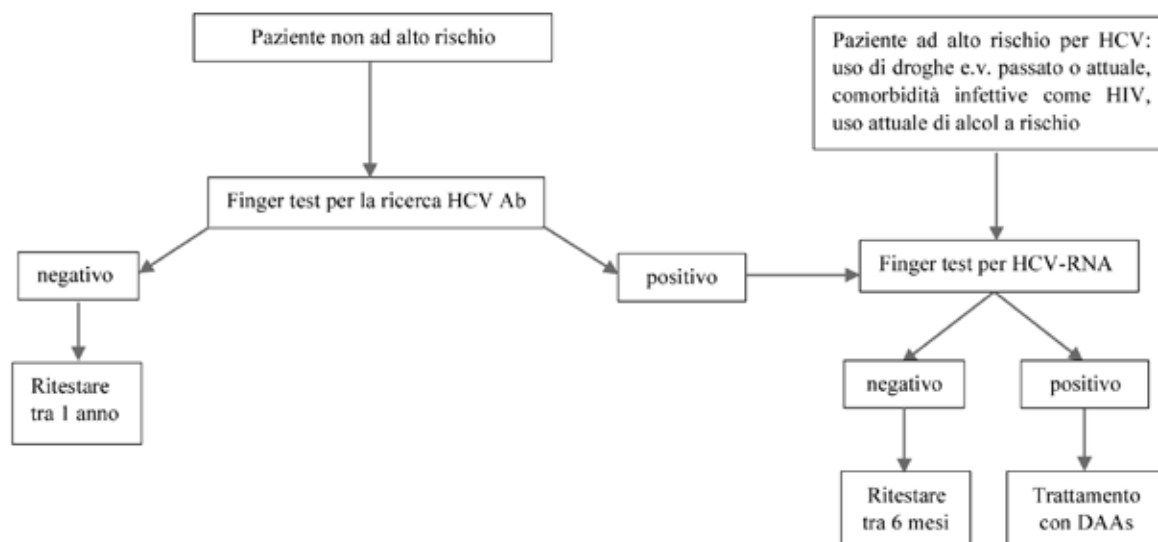 Paziente non ad alto rischio
Paziente ad alto rischio per HCV:
uso di droghe e.v. passato o attuale,
comorbidità infettive come HIV,
uso attuale di alcol a rischio
Finger test per la ricerca HCV Ab
negativo
positivo
Finger test per HCV-RNA
Ritestare
tra 1 anno
negativo
positivo
Ritestare
tra 6 mesi
Trattamento
con DAAs